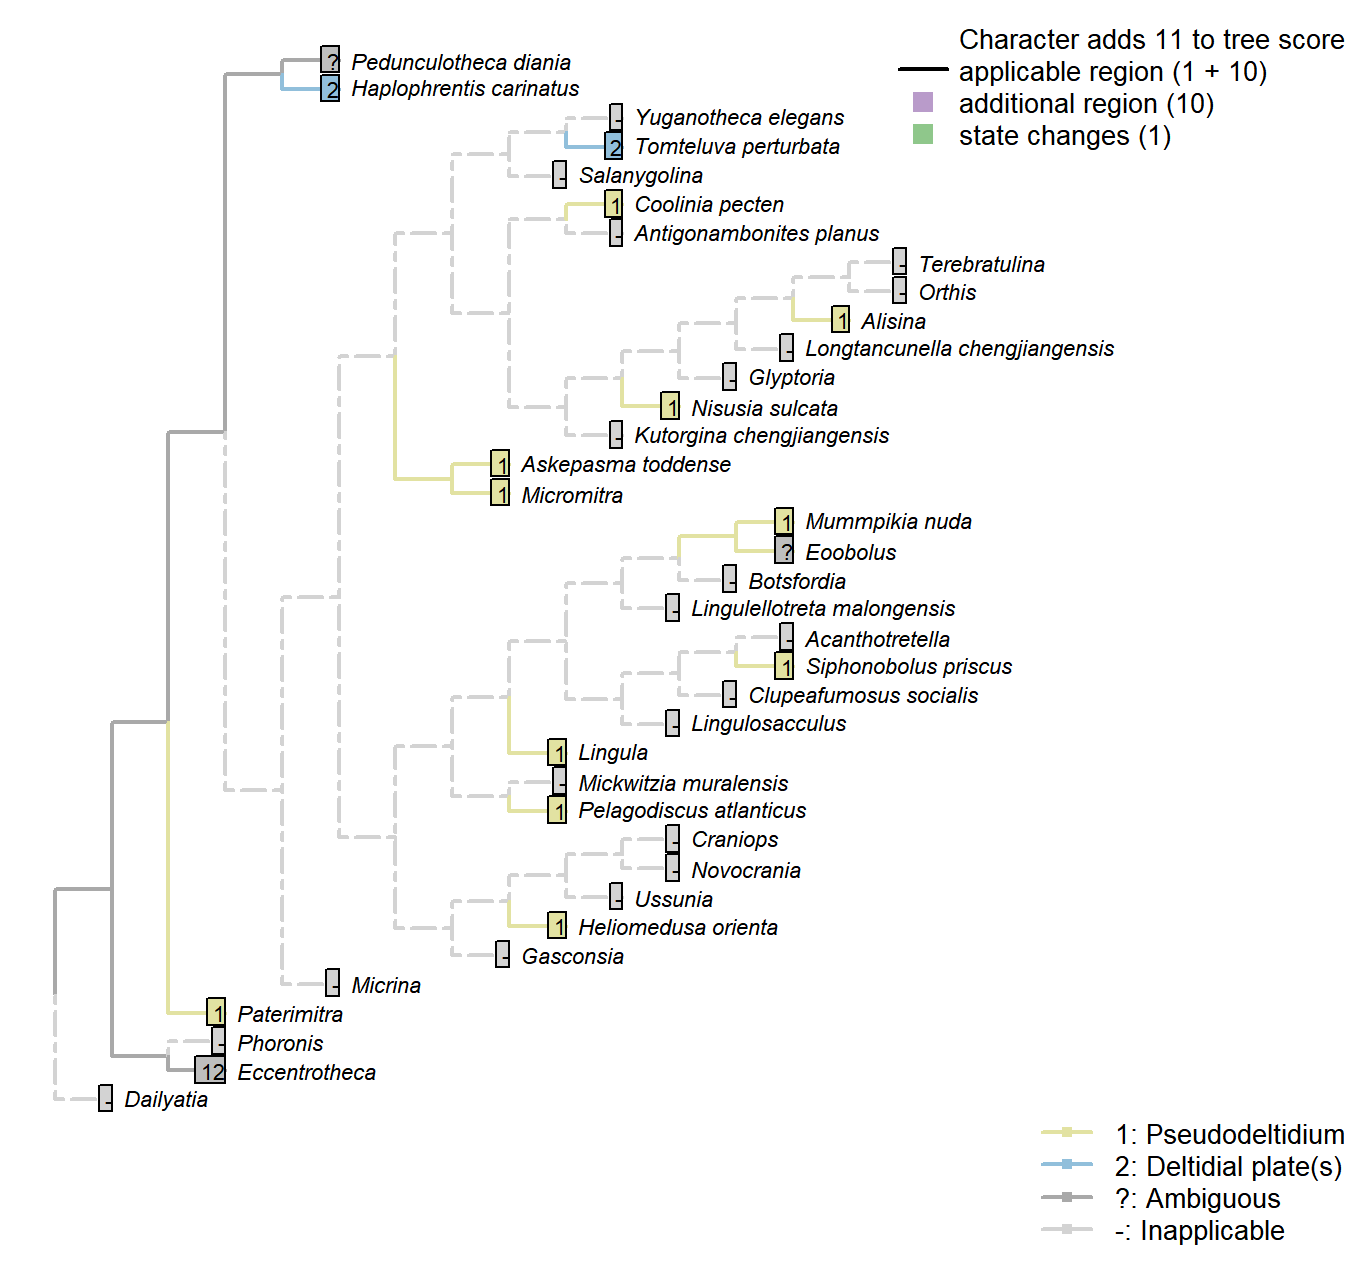 Character adds 11 to tree score
applicable region (1 + 10)
additional region (10)
state changes (1)
? Pedunculotheca diania
2 Haplophrentis carinatus
- Yuganotheca elegans
2 Tomteluva perturbata
- Salanygolina
1 Coolinia pecten
- Antigonambonites planus
- Terebratulina
- Orthis
1 Alisina
- Longtancunella chengjiangensis
- Glyptoria
1 Nisusia sulcata
- Kutorgina chengjiangensis
1 Askepasma toddense
1 Micromitra
1 Mummpikia nuda
? Eoobolus
- Botsfordia
- Lingulellotreta malongensis
- Acanthotretella
1 Siphonobolus priscus
- Clupeafumosus socialis
- Lingulosacculus
1 Lingula
- Mickwitzia muralensis
1 Pelagodiscus atlanticus
- Craniops
- Novocrania
- Ussunia
1 Heliomedusa orienta
- Gasconsia
- Micrina
1 Paterimitra
- Phoronis
12 Eccentrotheca
- Dailyatia
1: Pseudodeltidium
2: Deltidial plate(s)
?: Ambiguous
-: Inapplicable